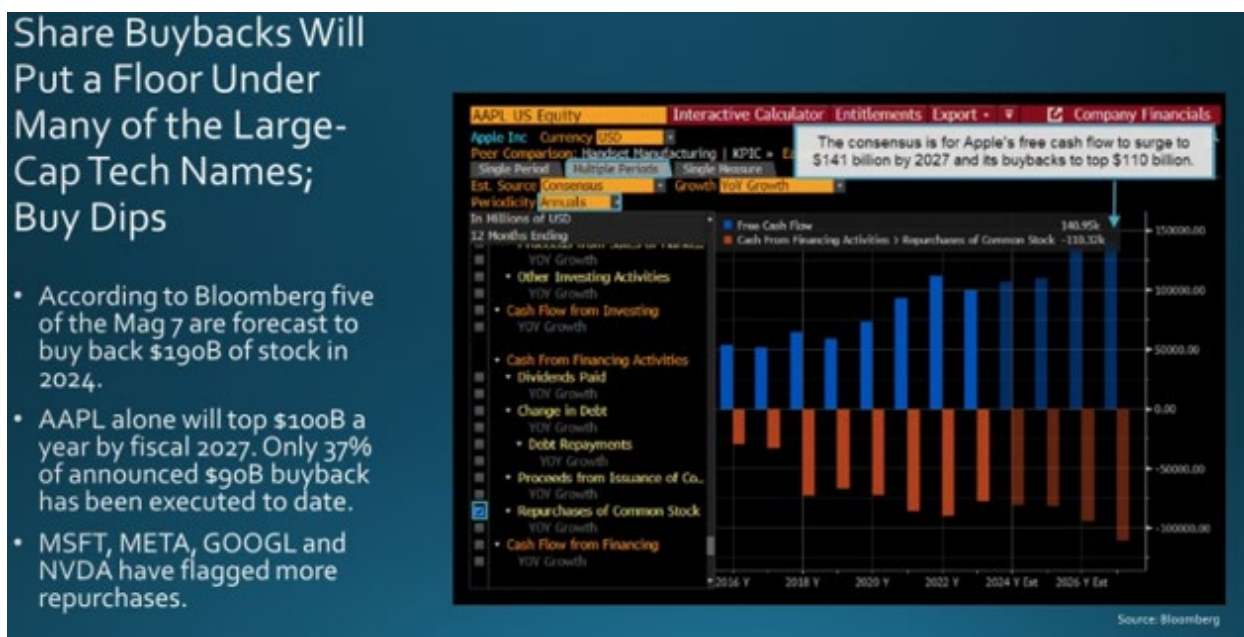 Share Buybacks Will
Put a Floor Under
Many of the Large-
Cap Tech Names;
Buy Dips
• According to Bloomberg five
of the Mag 7 are forecast to
buy back $190B of stock in
2024.
• AAPL alone will top $100B a
year by fiscal 2027. Only 37%
of announced $90B buyback
has been executed to date.
• MSFT, META, GOOGL and
NVDA have flagged more
repurchases.
AAPL US Equity Interactive Calculator Entitlements Export Company Financials
Apple Inc Currency USD
Peer Comparison: Handset Manufacturing | KPIC »
The consensus is for Apple's free cash flow to surge to
$141 billion by 2027 and its buybacks to top $110 billion.
Single Period Multiple Periods Single Measure
Est. Source Consensus Growth YoY Growth
Periodicity Annuals
In Millions of USD
12 Months Ending
YOY Growth
• Other Investing Activities
YOY Growth
• Cash Flow from Investing
YOY Growth
• Cash From Financing Activities
• Dividends Paid
YOY Growth
• Change in Debt
YOY Growth
• Debt Repayments
YOY Growth
• Proceeds from Issuance of Co..
YOY Growth
• Repurchases of Common Stock
YOY Growth
• Cash Flow from Financing
YOY Growth
Free Cash Flow 140.95k
Cash From Financing Activities > Repurchases of Common Stock -110.32k
150000.00
100000.00
50000.00
0.00
-50000.00
-100000.00
2016 Y 2018 Y 2020 Y 2022 Y 2024 Y Est 2026 Y Est
Source: Bloomberg